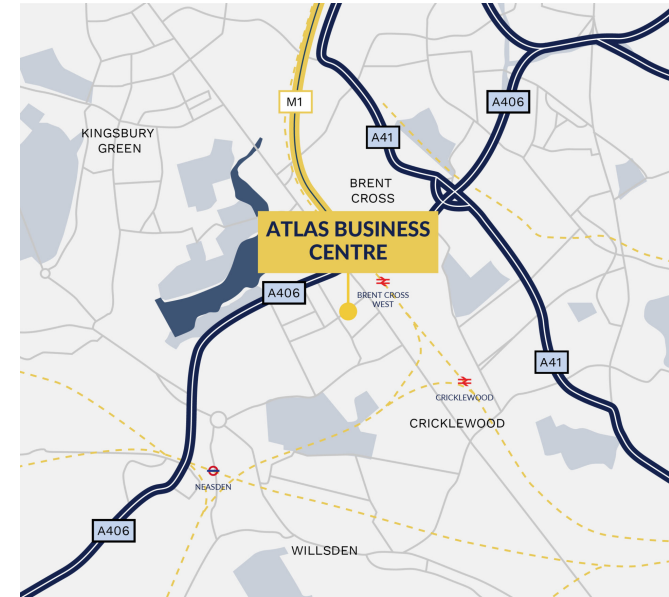 M1
A406
A41
KINGSBURY
GREEN
BRENT
CROSS
ATLAS BUSINESS
CENTRE
A406
BRENT CROSS
WEST
A41
CRICKLEWOOD
CRICKLEWOOD
NEASDEN
A406
WILLSDEN